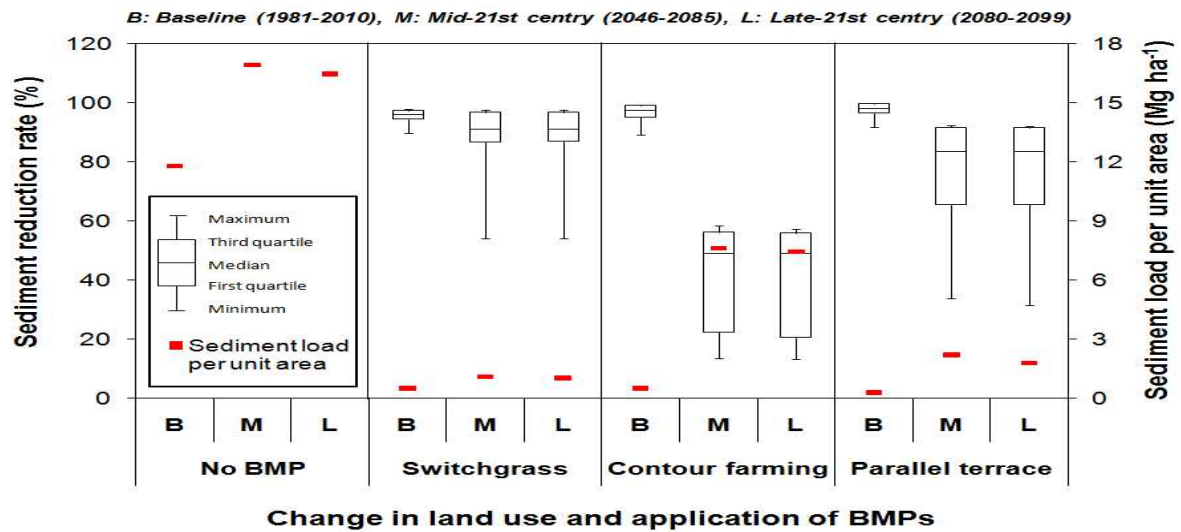 B: Baseline (1981-2010), M: Mid-21st centry (2046-2085), L: Late-21st centry (2080-2099)
Sediment reduction rate (%)
120
100
80
60
40
20
0
Maximum
Third quartile
Median
First quartile
Minimum
Sediment load
per unit area
18
15
12
9
6
3
0
Sediment load per unit area (Mg ha-1)
B M L B M L B M L B M L
No BMP Switchgrass Contour farming Parallel terrace
Change in land use and application of BMPs